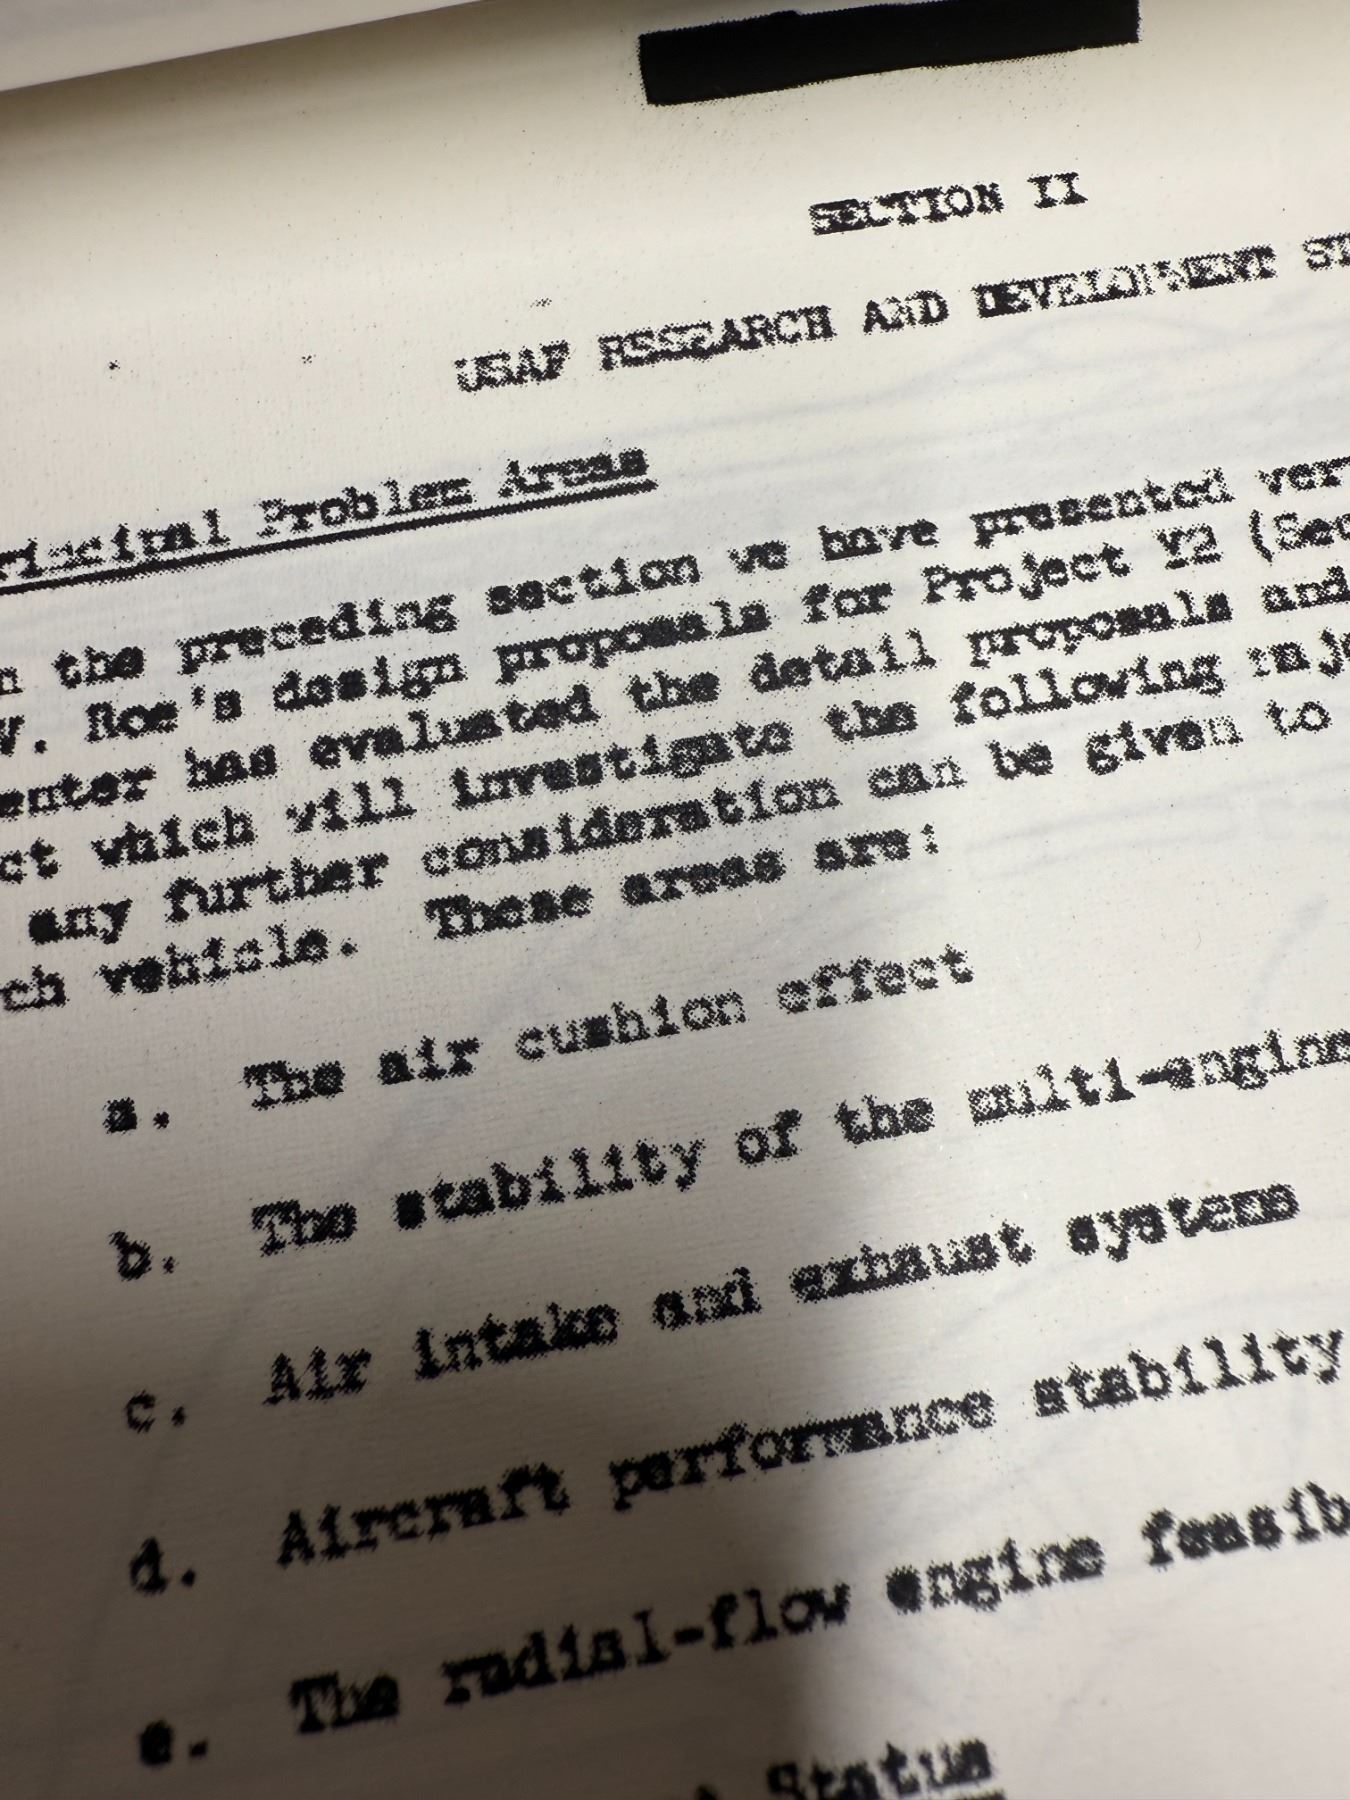 SECTION II
USAF RESEARCH AND DEVELOPMENT ST
rincipal Problem Areas
n the preceding section we have presented ver
V. Roe's design proposals for Project Y2 (Sec
enter has evaluated the detail proposals and
ct which will investigate the following majo
any further consideration can be given to
ch vehicle. These areas are:
a. The air cushion effect
b. The stability of the multi-engine
c. Air intake and exhaust systems
d. Aircraft performance stability
e. The radial-flow engine feasib
Status